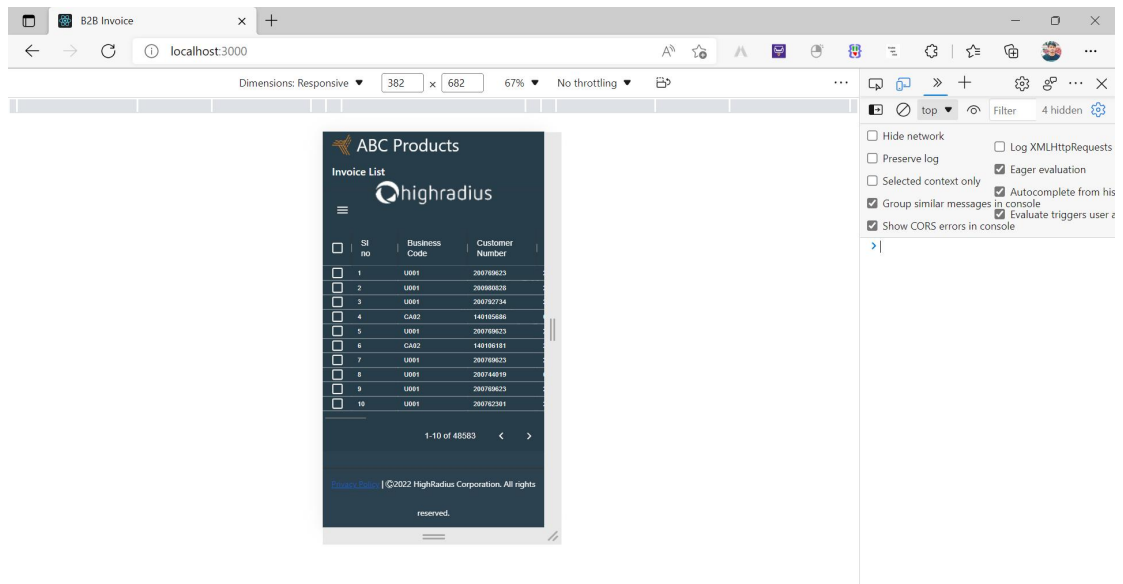 B2B Invoice
localhost:3000
Dimensions: Responsive ▼ 382 x 682 67% ▼ No throttling ▼
top ▼ Filter 4 hidden
Hide network
Log XMLHttpRequests
Preserve log
Eager evaluation
Selected context only
Autocomplete from his
Group similar messages in console
Evaluate triggers user a
Show CORS errors in console
ABC Products
Invoice List
highradius
Sl no Business Code Customer Number
1 U001 200769623
2 U001 200980828
3 U001 200792734
4 CA02 140105686
5 U001 200769623
6 CA02 140106181
7 U001 200769623
8 U001 200744019
9 U001 200769623
10 U001 200762301
1-10 of 48583
Privacy Policy | ©2022 HighRadius Corporation. All rights
reserved.